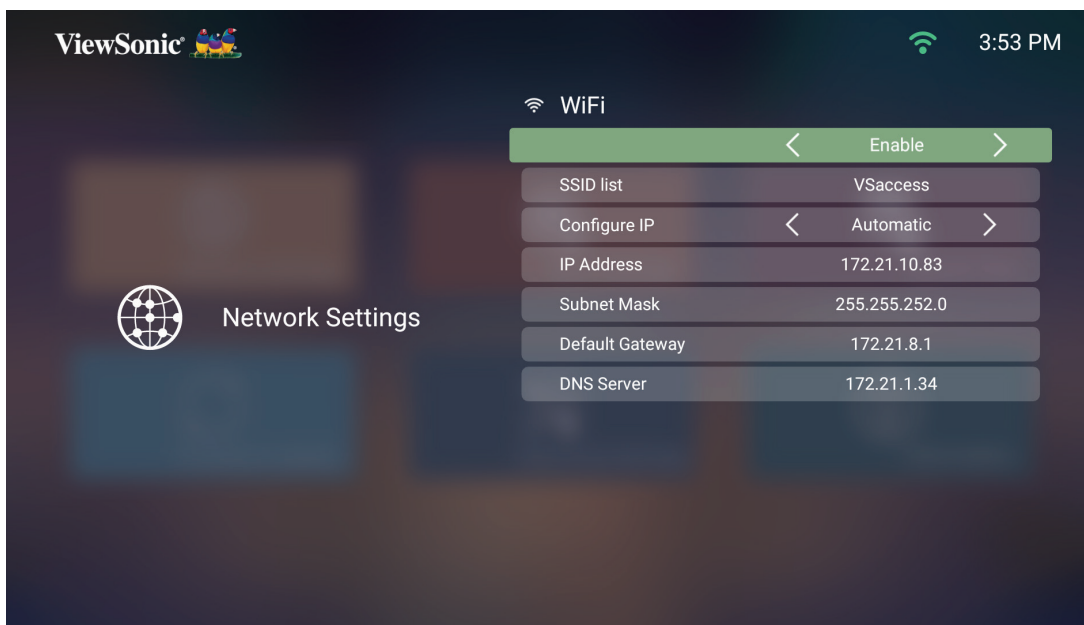 ViewSonic®
3:53 PM
WiFi
Enable
SSID list VSaccess
Configure IP Automatic
IP Address 172.21.10.83
Subnet Mask 255.255.252.0
Default Gateway 172.21.8.1
DNS Server 172.21.1.34
Network Settings